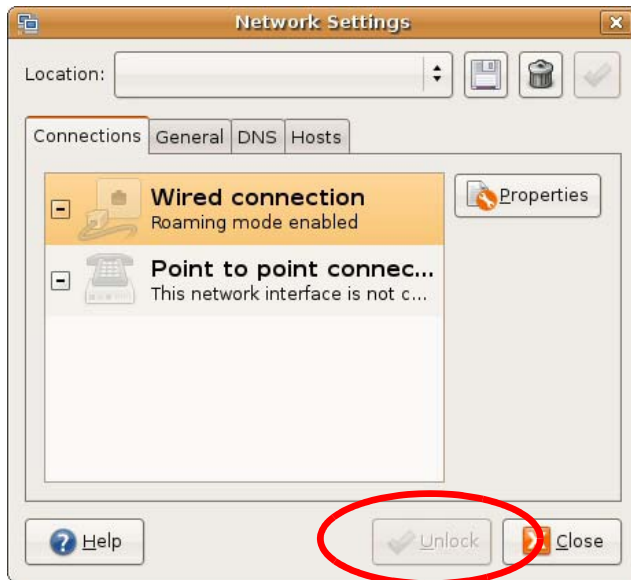 Network Settings
Location:
Connections General DNS Hosts
Wired connection
Roaming mode enabled
Properties
Point to point connec...
This network interface is not c...
Help Unlock Close